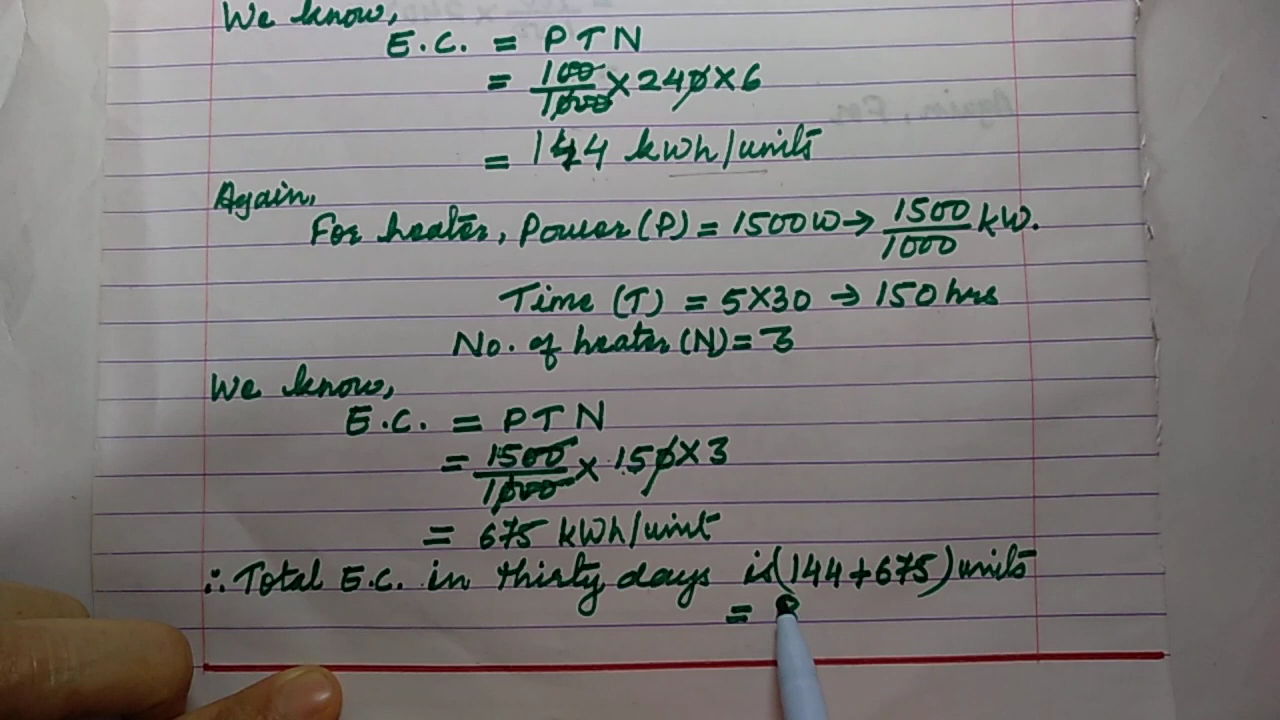 We know,
E.C. = PTN
= 100/1000 × 240 × 6
= 144 kWh/units
Again,
For heater, Power (P) = 1500W → 1500/1000 kW.
Time (T) = 5×30 → 150 hrs
No. of heater (N) = 3
We know,
E.C. = PTN
= 1500/1000 × 150 × 3
= 675 kWh/unit
∴ Total E.C. in thirty days is (144+675) units
=